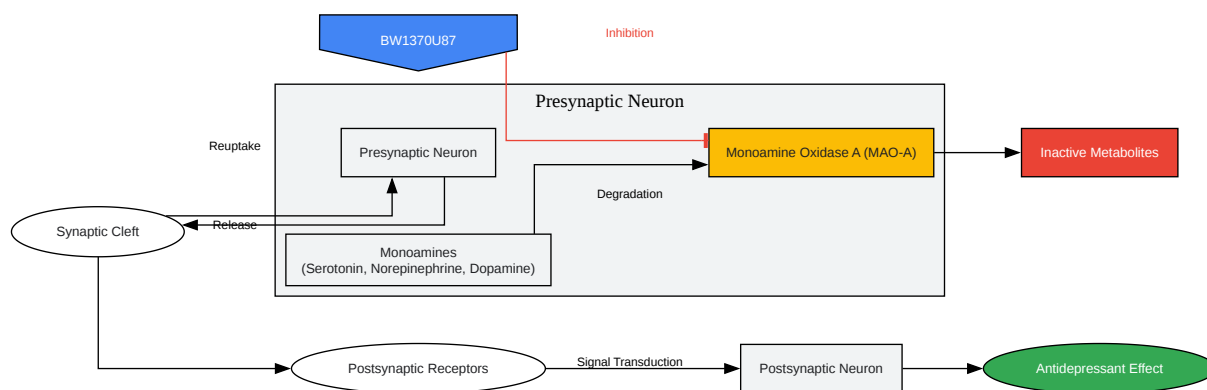 BW1370U87
Inhibition
Presynaptic Neuron
Reuptake
Presynaptic Neuron
Monoamine Oxidase A (MAO-A)
Inactive Metabolites
Degradation
Synaptic Cleft
Release
Monoamines
(Serotonin, Norepinephrine, Dopamine)
Postsynaptic Receptors
Signal Transduction
Postsynaptic Neuron
Antidepressant Effect